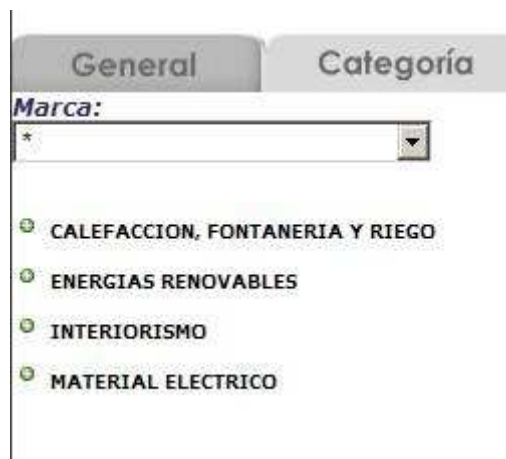 General Categoría
Marca:
*
CALEFACCION, FONTANERIA Y RIEGO
ENERGIAS RENOVABLES
INTERIORISMO
MATERIAL ELECTRICO